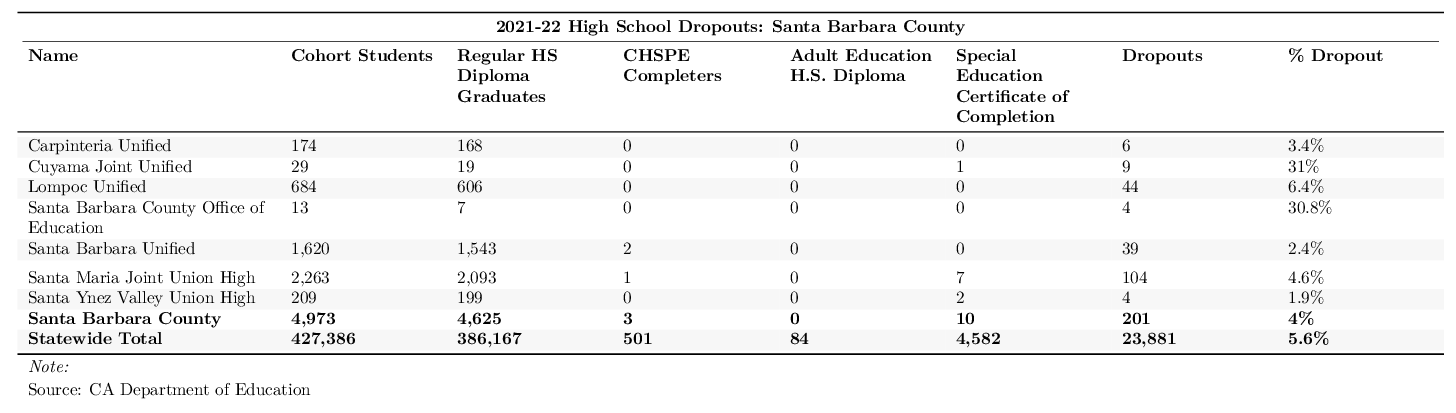 2021-22 High School Dropouts: Santa Barbara County
Name Cohort Students Regular HS Diploma Graduates CHSPE Completers Adult Education H.S. Diploma Special Education Certificate of Completion Dropouts % Dropout
Carpinteria Unified 174 168 0 0 0 6 3.4%
Cuyama Joint Unified 29 19 0 0 1 9 31%
Lompoc Unified 684 606 0 0 0 44 6.4%
Santa Barbara County Office of Education 13 7 0 0 0 4 30.8%
Santa Barbara Unified 1,620 1,543 2 0 0 39 2.4%
Santa Maria Joint Union High 2,263 2,093 1 0 7 104 4.6%
Santa Ynez Valley Union High 209 199 0 0 2 4 1.9%
Santa Barbara County 4,973 4,625 3 0 10 201 4%
Statewide Total 427,386 386,167 501 84 4,582 23,881 5.6%
Note:
Source: CA Department of Education